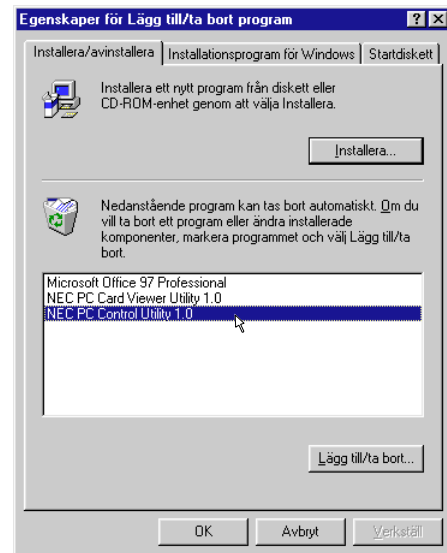 Egenskaper för Lägg till/ta bort program
Installera/avinstallera Installationsprogram för Windows Startdiskett
Installera ett nytt program från diskett eller
CD-ROM-enhet genom att välja Installera.
Installera...
Nedanstående program kan tas bort automatiskt. Om du
vill ta bort ett program eller ändra installerade
komponenter, markera programmet och välj Lägg till/ta
bort.
Microsoft Office 97 Professional
NEC PC Card Viewer Utility 1.0
NEC PC Control Utility 1.0
Lägg till/ta bort...
OK Avbryt Verkställ